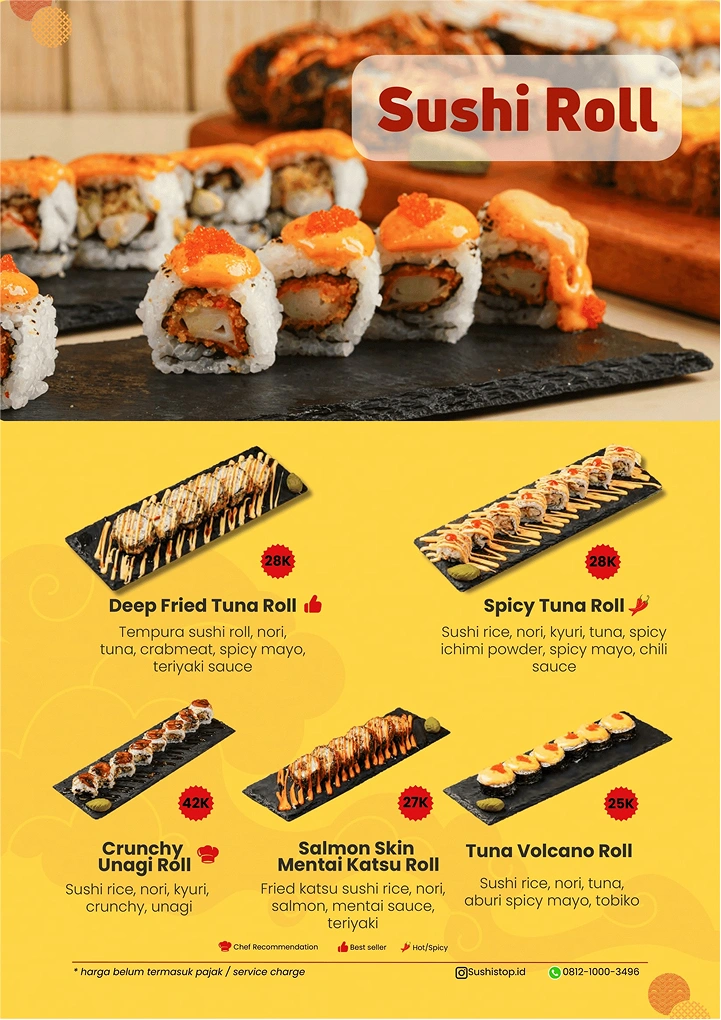 Sushi Roll
28K
Deep Fried Tuna Roll
Tempura sushi roll, nori,
tuna, crabmeat, spicy mayo,
teriyaki sauce
28K
Spicy Tuna Roll
Sushi rice, nori, kyuri, tuna, spicy
ichimi powder, spicy mayo, chili
sauce
42K
Crunchy
Unagi Roll
Sushi rice, nori, kyuri,
crunchy, unagi
27K
Salmon Skin
Mentai Katsu Roll
Fried katsu sushi rice, nori,
salmon, mentai sauce,
teriyaki
25K
Tuna Volcano Roll
Sushi rice, nori, tuna,
aburi spicy mayo, tobiko
Chef Recommendation Best seller Hot/Spicy
* harga belum termasuk pajak / service charge
Sushistop.id 0812-1000-3496